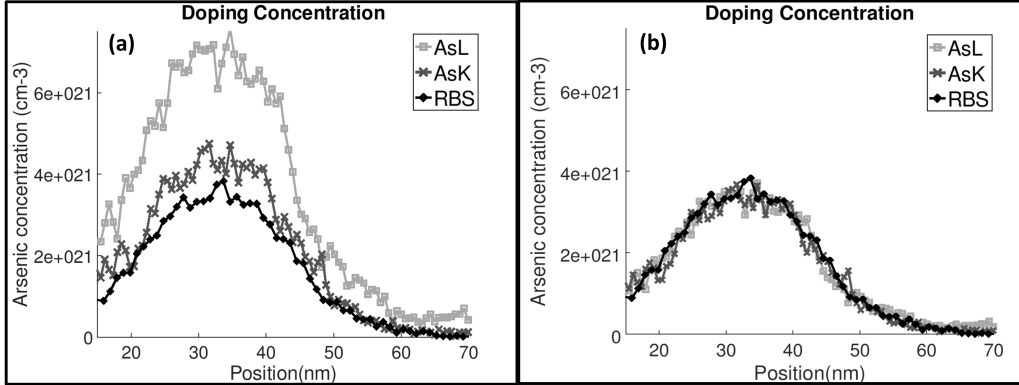 Doping Concentration
(a)
AsL
AsK
RBS
Arsenic concentration (cm-3)
6e+021
4e+021
2e+021
0
20 30 40 50 60 70
Position(nm)
Doping Concentration
(b)
AsL
AsK
RBS
Arsenic concentration (cm-3)
6e+021
4e+021
2e+021
0
20 30 40 50 60 70
Position(nm)